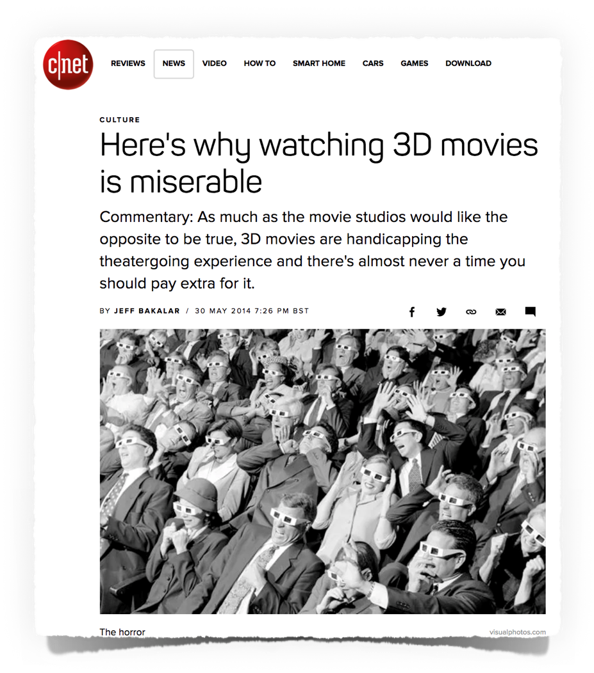 c|net
REVIEWS NEWS VIDEO HOW TO SMART HOME CARS GAMES DOWNLOAD
CULTURE
Here's why watching 3D movies
is miserable
Commentary: As much as the movie studios would like the
opposite to be true, 3D movies are handicapping the
theatergoing experience and there's almost never a time you
should pay extra for it.
BY JEFF BAKALAR / 30 MAY 2014 7:26 PM BST
The horror
visualphotos.com